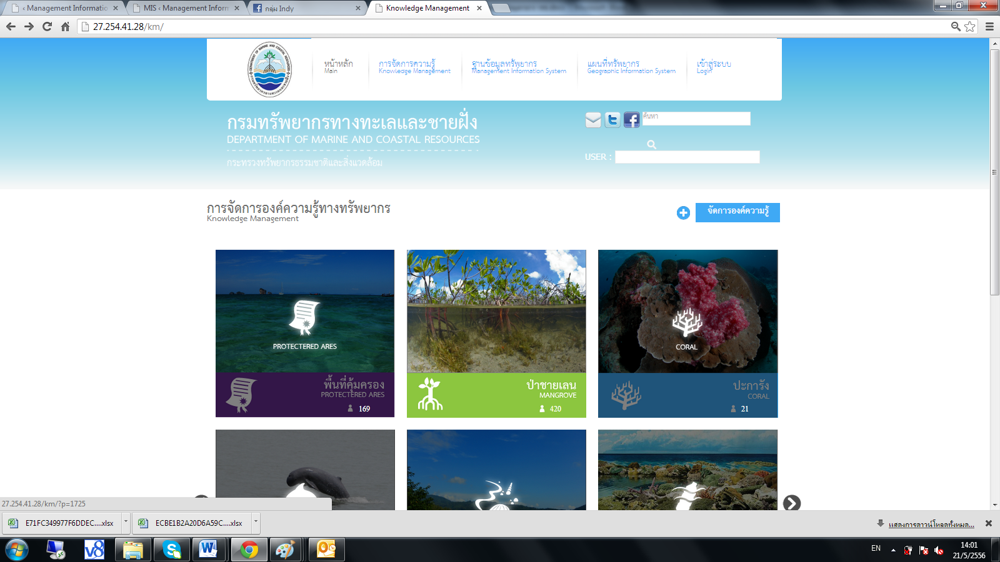 ‹ Management Informatio
MIS ‹ Management Inforn
กลุ่ม Indy
Knowledge Management
27.254.41.28/km/
DEPARTMENT OF MARINE AND COASTAL RESOURCES
หน้าหลัก
Main
การจัดการความรู้
Knowledge Management
ฐานข้อมูลทรัพยากร
Management Information System
แผนที่ทรัพยากร
Geographic Information System
เข้าสู่ระบบ
Login
กรมทรัพยากรทางทะเลและชายฝั่ง
DEPARTMENT OF MARINE AND COASTAL RESOURCES
กระทรวงทรัพยากรธรรมชาติและสิ่งแวดล้อม
ค้นหา
USER :
การจัดการองค์ความรู้ทางทรัพยากร
Knowledge Management
จัดการองค์ความรู้
PROTECTERED ARES
พื้นที่คุ้มครอง
PROTECTERED ARES
169
ป่าชายเลน
MANGROVE
420
CORAL
ปะการัง
CORAL
21
27.254.41.28/km/?p=1725
E71FC349977F6DDEC....xlsx
ECBE1B2A20D6A59C....xlsx
แสดงการดาวน์โหลดทั้งหมด...
v8
EN
14:01
21/5/2556